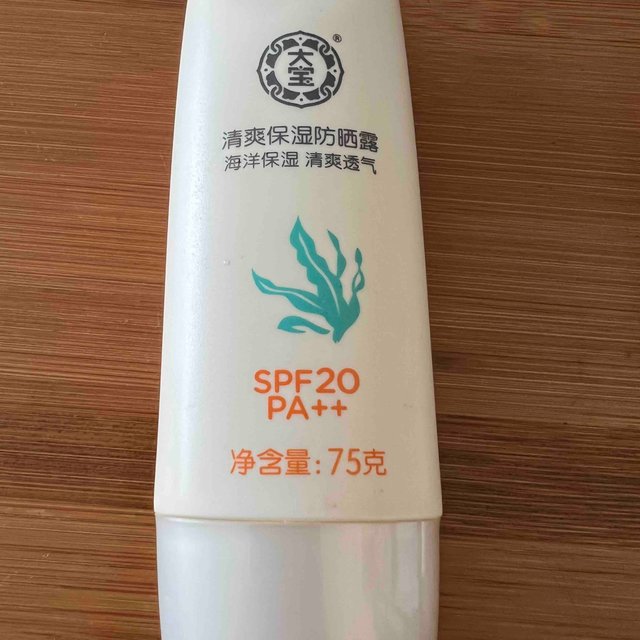 大宝®
清爽保湿防晒露
海洋保湿 清爽透气
SPF20
PA++
净含量:75克